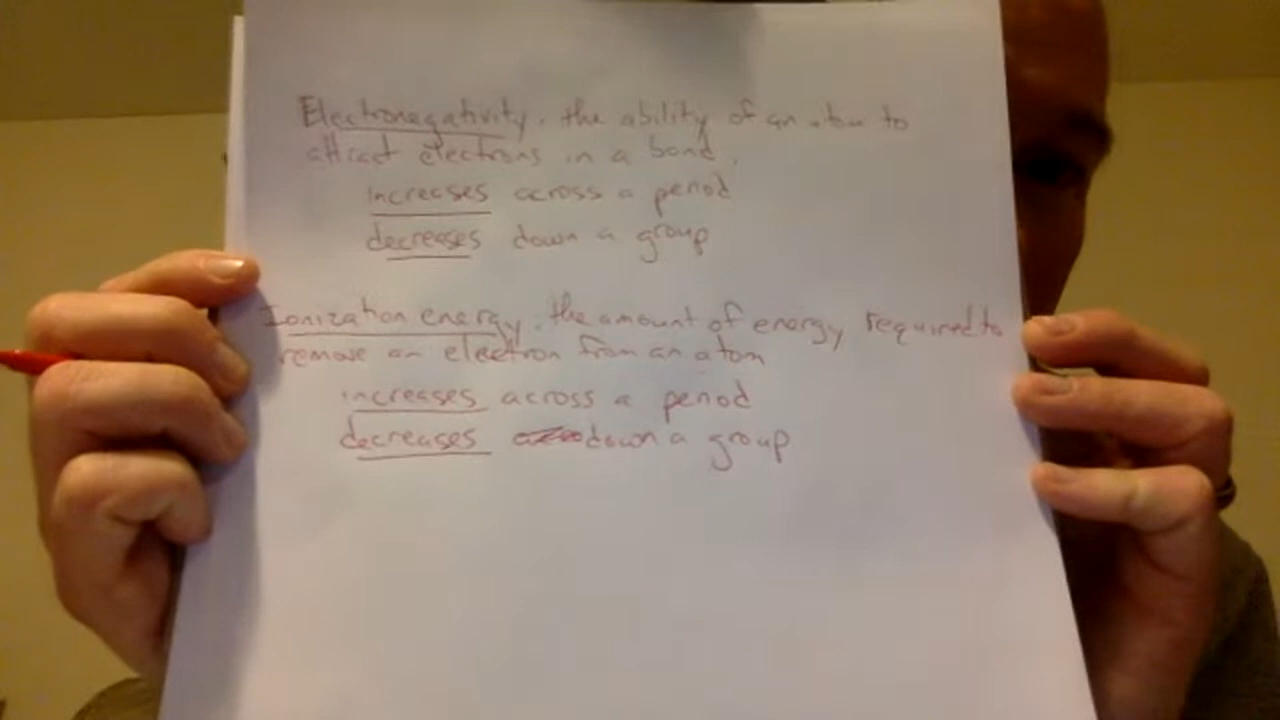 Electronegativity. the ability of an atom to
attract electrons in a bond.
increases across a period
decreases down a group
Ionization energy. the amount of energy required to
remove an electron from an atom
increases across a period
decreases down a group